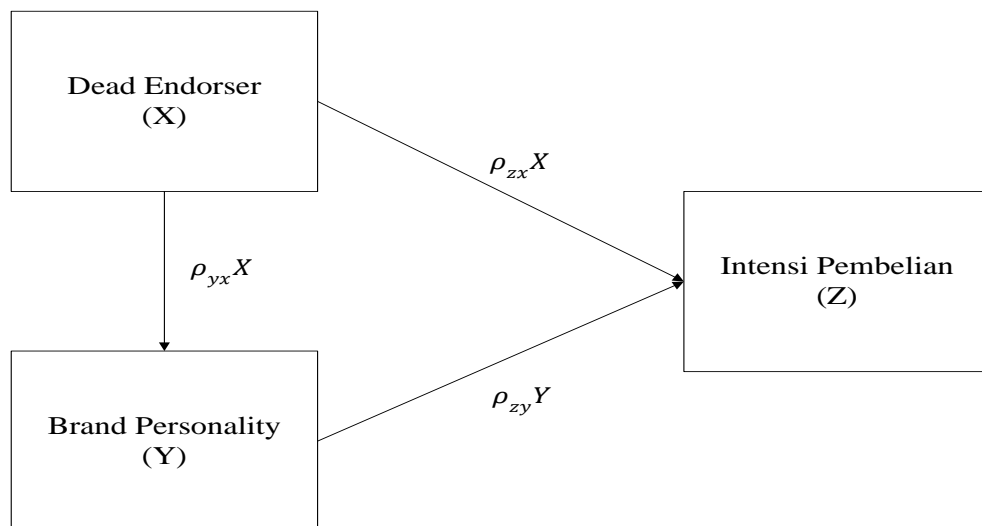 Dead Endorser
(X)
ρzxX
Intensi Pembelian
(Z)
ρyxX
ρzyY
Brand Personality
(Y)